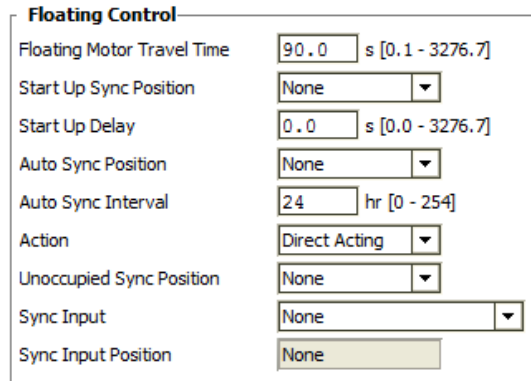 Floating Control
Floating Motor Travel Time 90.0 s [0.1 - 3276.7]
Start Up Sync Position None
Start Up Delay 0.0 s [0.0 - 3276.7]
Auto Sync Position None
Auto Sync Interval 24 hr [0 - 254]
Action Direct Acting
Unoccupied Sync Position None
Sync Input None
Sync Input Position None